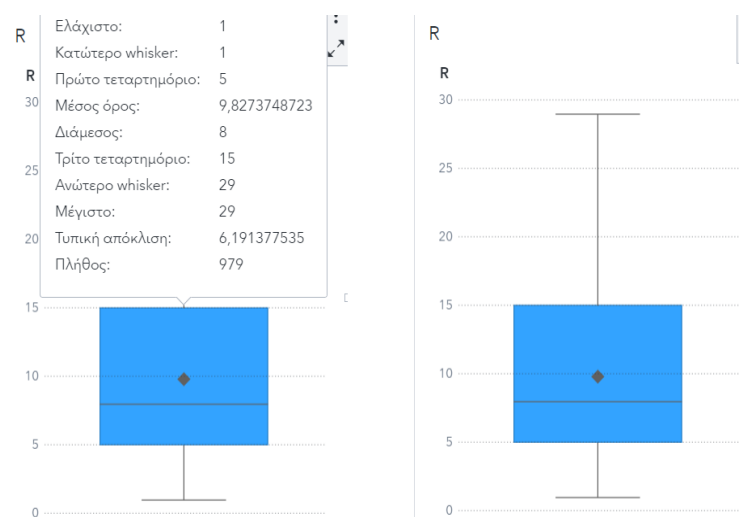 R
Ελάχιστο: 1
Κατώτερο whisker: 1
Πρώτο τεταρτημόριο: 5
Μέσος όρος: 9,8273748723
Διάμεσος: 8
Τρίτο τεταρτημόριο: 15
Ανώτερο whisker: 29
Μέγιστο: 29
Τυπική απόκλιση: 6,191377535
Πλήθος: 979
R
30
25
20
15
10
5
0
R
R
30
25
20
15
10
5
0